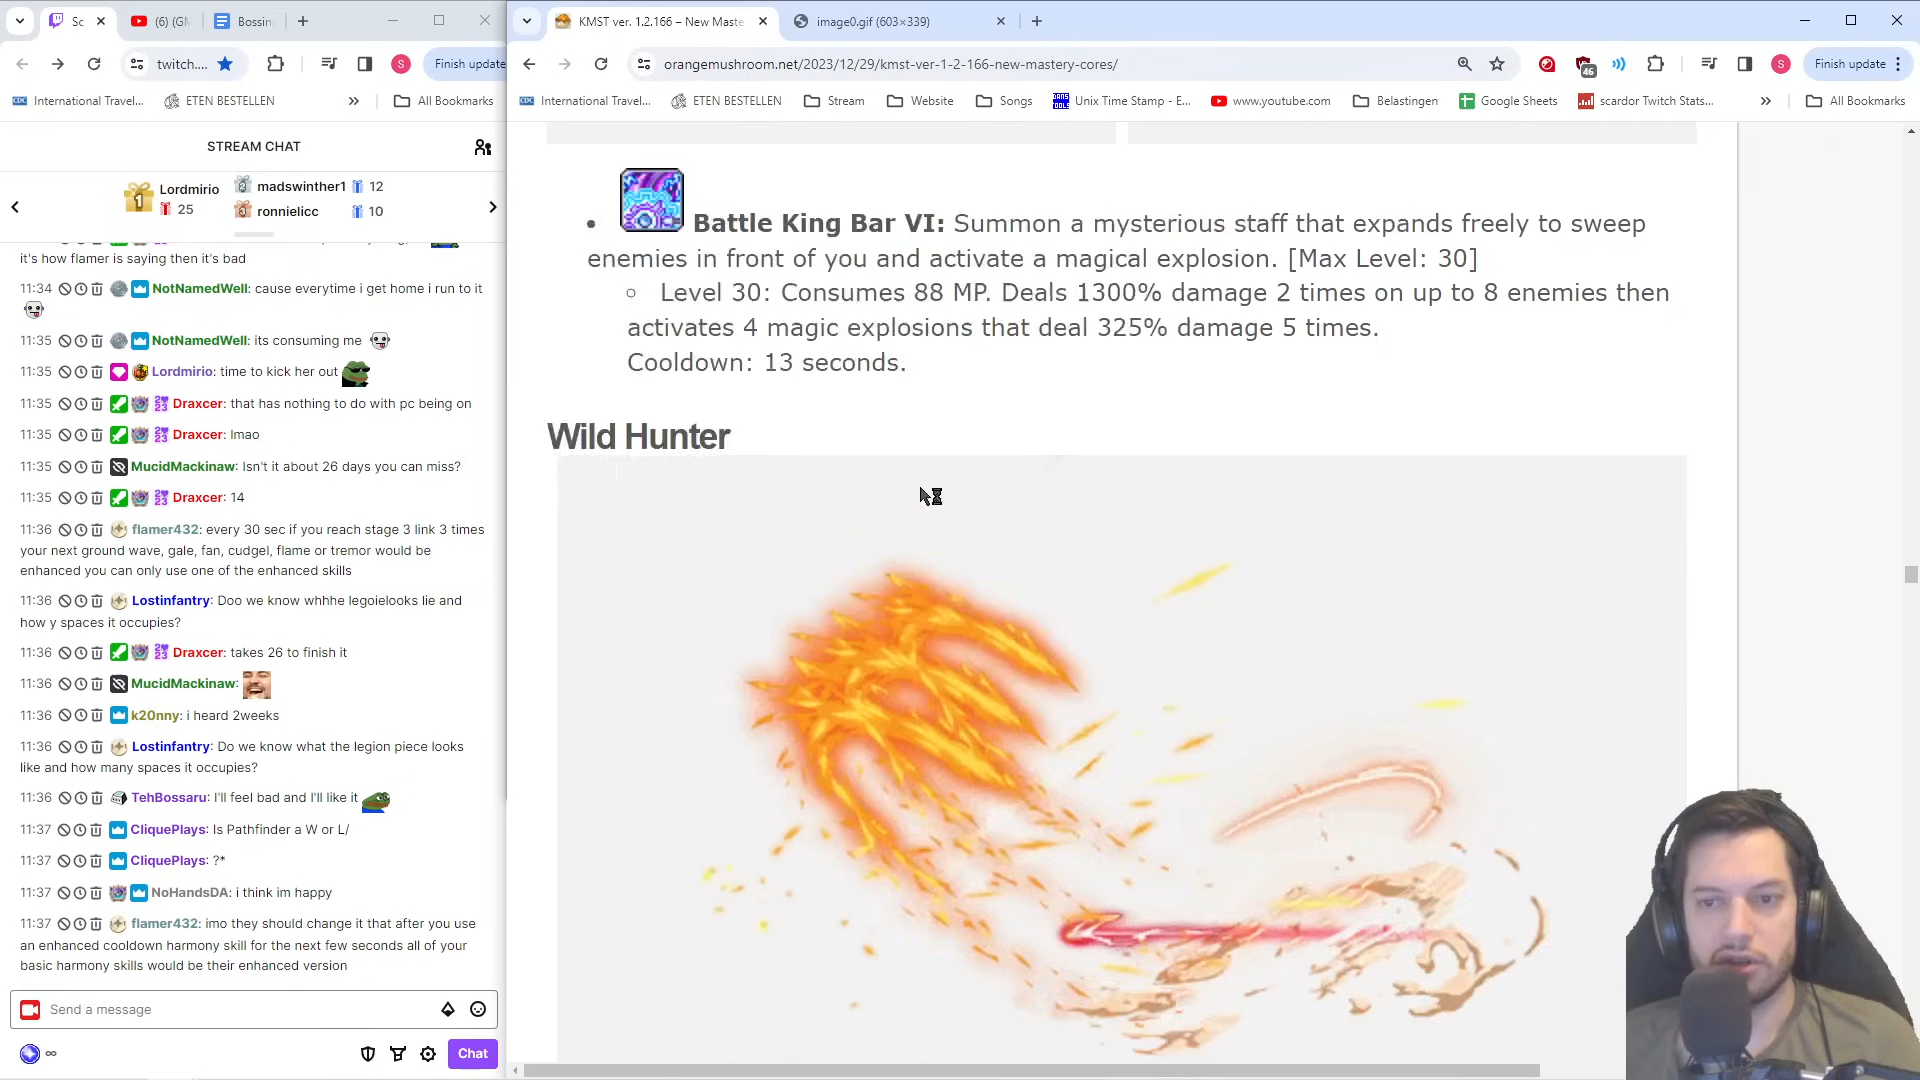 Sc
(6) (GM
Bossin
KMST ver. 1.2.166 – New Maste
image0.gif (603×339)
twitch....
Finish update
orangemushroom.net/2023/12/29/kmst-ver-1-2-166-new-mastery-cores/
46
Finish update
International Travel...
ETEN BESTELLEN
All Bookmarks
International Travel...
ETEN BESTELLEN
Stream
Website
Songs
Unix Time Stamp - E...
www.youtube.com
Belastingen
Google Sheets
scardor Twitch Stats...
All Bookmarks
STREAM CHAT
1
Lordmirio
25
2 madswinther1 12
3 ronnielicc 10
it's how flamer is saying then it's bad
11:34 NotNamedWell: cause everytime i get home i run to it
11:35 NotNamedWell: its consuming me
11:35 Lordmirio: time to kick her out
11:35 Draxcer: that has nothing to do with pc being on
11:35 Draxcer: lmao
11:35 MucidMackinaw: Isn't it about 26 days you can miss?
11:35 Draxcer: 14
11:36 flamer432: every 30 sec if you reach stage 3 link 3 times
your next ground wave, gale, fan, cudgel, flame or tremor would be
enhanced you can only use one of the enhanced skills
11:36 Lostinfantry: Doo we know whhhe legoielooks lie and
how y spaces it occupies?
11:36 Draxcer: takes 26 to finish it
11:36 MucidMackinaw:
11:36 k20nny: i heard 2weeks
11:36 Lostinfantry: Do we know what the legion piece looks
like and how many spaces it occupies?
11:36 TehBossaru: I'll feel bad and I'll like it
11:37 CliquePlays: Is Pathfinder a W or L/
11:37 CliquePlays: ?*
11:37 NoHandsDA: i think im happy
11:37 flamer432: imo they should change it that after you use
an enhanced cooldown harmony skill for the next few seconds all of your
basic harmony skills would be their enhanced version
Send a message
∞
Chat
• Battle King Bar VI: Summon a mysterious staff that expands freely to sweep
enemies in front of you and activate a magical explosion. [Max Level: 30]
Level 30: Consumes 88 MP. Deals 1300% damage 2 times on up to 8 enemies then
activates 4 magic explosions that deal 325% damage 5 times.
Cooldown: 13 seconds.
Wild Hunter